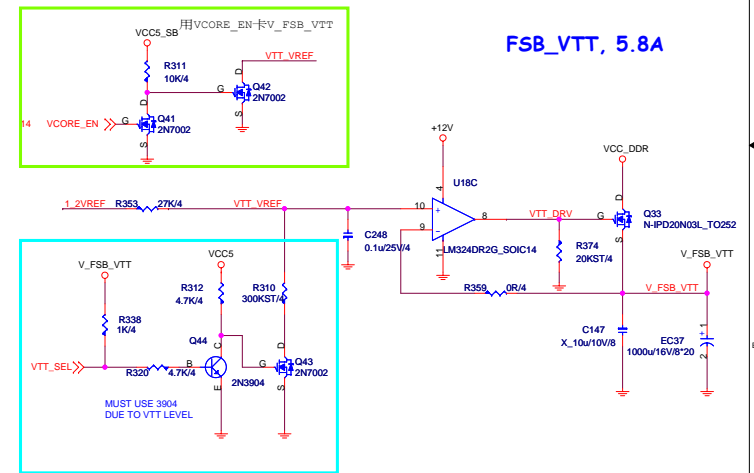 用VCORE_EN卡V_FSB_VTT
FSB_VTT, 5.8A
VCC5_SB
R311
10K/4
VTT_VREF
D
G
S
Q42
2N7002
14
VCORE_EN
D
G
S
Q41
2N7002
+12V
VCC_DDR
U18C
4
1_2VREF
R353
27K/4
VTT_VREF
10
+
9
-
8
11
LM324DR2G_SOIC14
VTT_DRV
D
G
S
Q33
N-IPD20N03L_TO252
C248
0.1u/25V/4
R374
20KST/4
V_FSB_VTT
R359
0R/4
V_FSB_VTT
C147
X_10u/10V/8
EC37
1000u/16V/8*20
+
1
2
V_FSB_VTT
VCC5
R338
1K/4
R312
4.7K/4
R310
300KST/4
Q44
VTT_SEL
R320
4.7K/4
B
C
E
2N3904
D
G
S
Q43
2N7002
MUST USE 3904
DUE TO VTT LEVEL